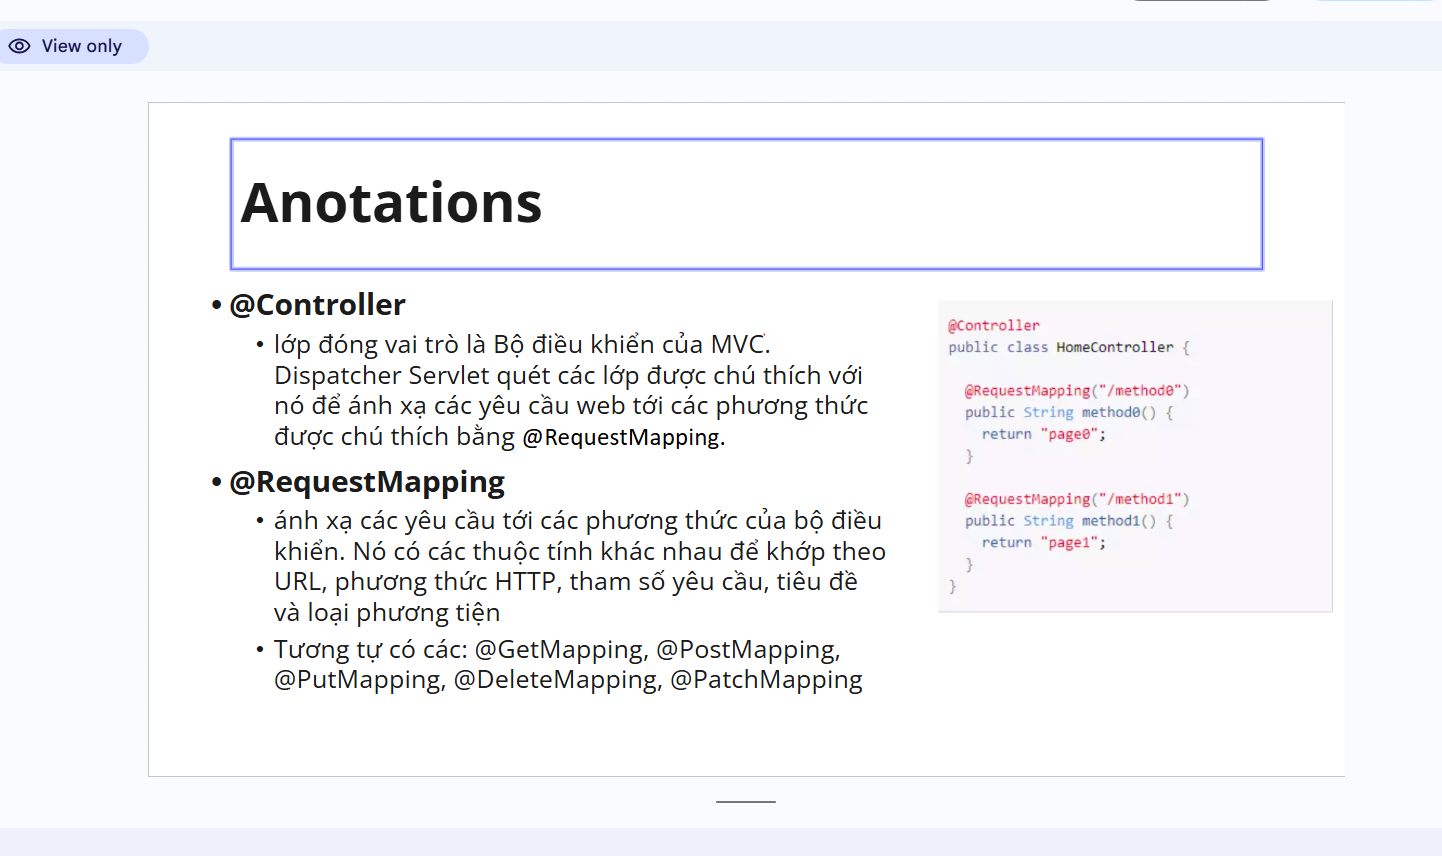 View only
Anotations
• @Controller
• lớp đóng vai trò là Bộ điều khiển của MVC.
Dispatcher Servlet quét các lớp được chú thích với
nó để ánh xạ các yêu cầu web tới các phương thức
được chú thích bằng @RequestMapping.
• @RequestMapping
• ánh xạ các yêu cầu tới các phương thức của bộ điều
khiển. Nó có các thuộc tính khác nhau để khớp theo
URL, phương thức HTTP, tham số yêu cầu, tiêu đề
và loại phương tiện
• Tương tự có các: @GetMapping, @PostMapping,
@PutMapping, @DeleteMapping, @PatchMapping
@Controller
public class HomeController {
@RequestMapping("/method0")
public String method0() {
return "page0";
}
@RequestMapping("/method1")
public String method1() {
return "page1";
}
}